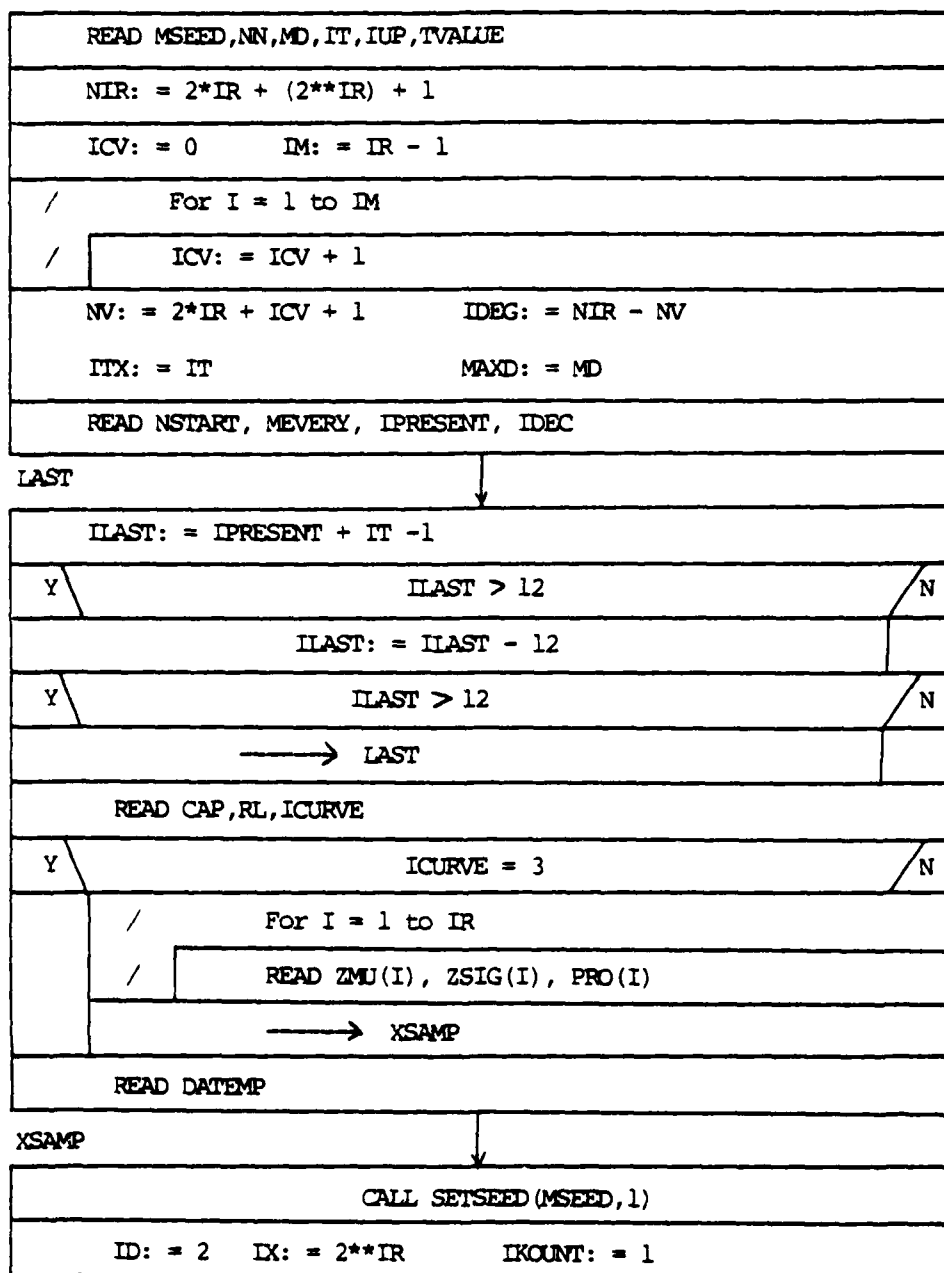 READ MSEED,NN,MD,IT,IUP,TVALUE
NIR: = 2*IR + (2**IR) + 1
ICV: = 0 IM: = IR - 1
/ For I = 1 to IM
/ ICV: = ICV + 1
NV: = 2*IR + ICV + 1 IDEG: = NIR - NV
ITX: = IT MAXD: = MD
READ NSTART, MEVERY, IPRESENT, IDEC
LAST
ILAST: = IPRESENT + IT -1
Y ILAST > 12 N
ILAST: = ILAST - 12
Y ILAST > 12 N
→ LAST
READ CAP,RL,ICURVE
Y ICURVE = 3 N
/ For I = 1 to IR
/ READ ZMU(I), ZSIG(I), PRO(I)
→ XSAMP
READ DATEMP
XSAMP
CALL SETSEED(MSEED,1)
ID: = 2 IX: = 2**IR IKOUNT: = 1